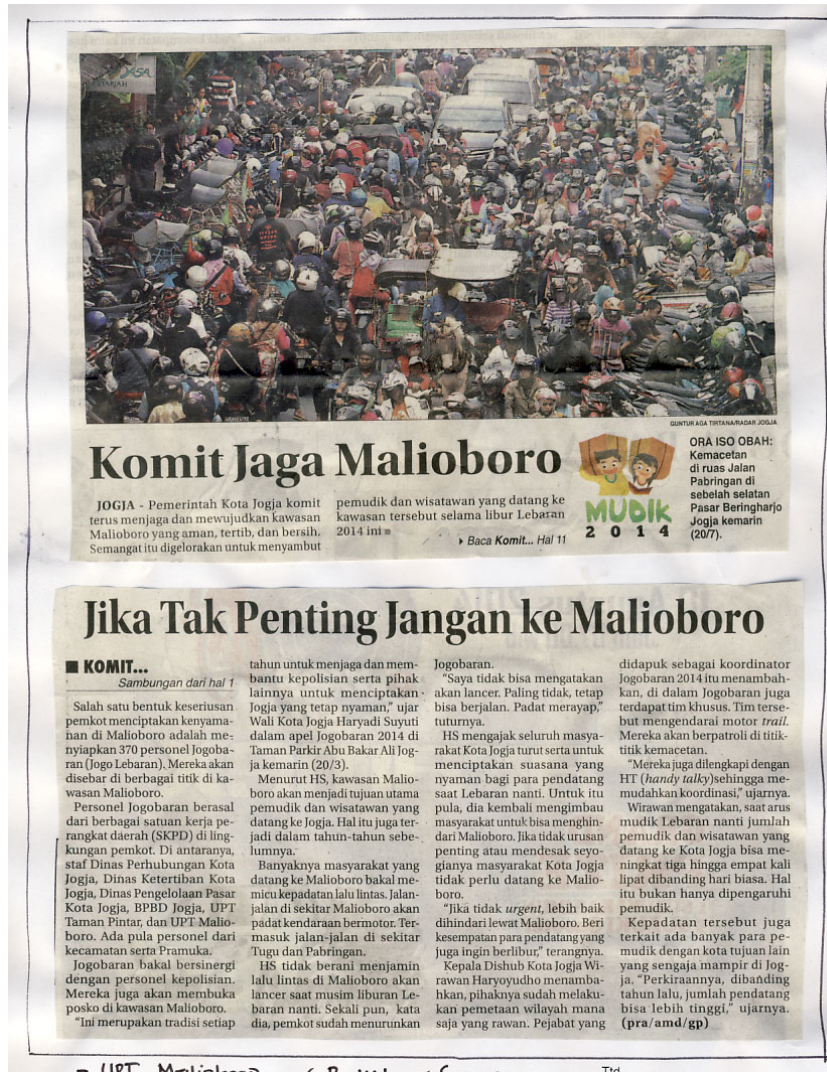 GUNTUR AGA TIRTANA/RADAR JOGJA
Komit Jaga Malioboro
JOGJA - Pemerintah Kota Jogja komit
terus menjaga dan mewujudkan kawasan
Malioboro yang aman, tertib, dan bersih.
Semangat itu digelorakan untuk menyambut
pemudik dan wisatawan yang datang ke
kawasan tersebut selama libur Lebaran
2014 ini
Baca Komit... Hal 11
MUDIK
2014
ORA ISO OBAH:
Kemacetan
di ruas Jalan
Pabringan di
sebelah selatan
Pasar Beringharjo
Jogja kemarin
(20/7).
Jika Tak Penting Jangan ke Malioboro
KOMIT...
Sambungan dari hal 1
Salah satu bentuk keseriusan
pemkot menciptakan kenyama-
nan di Malioboro adalah me-
nyiapkan 370 personel Jogoba-
ran (Jogo Lebaran). Mereka akan
disebar di berbagai titik di ka-
wasan Malioboro.
Personel Jogobaran berasal
dari berbagai satuan kerja pe-
rangkat daerah (SKPD) di ling-
kungan pemkot. Di antaranya,
staf Dinas Perhubungan Kota
Jogja, Dinas Ketertiban Kota
Jogja, Dinas Pengelolaan Pasar
Kota Jogja, BPBD Jogja, UPT
Taman Pintar, dan UPT Malio-
boro. Ada pula personel dari
kecamatan serta Pramuka.
Jogobaran bakal bersinergi
dengan personel kepolisian.
Mereka juga akan membuka
posko di kawasan Malioboro.
"Ini merupakan tradisi setiap
tahun untuk menjaga dan mem-
bantu kepolisian serta pihak
lainnya untuk menciptakan
Jogja yang tetap nyaman," ujar
Wali Kota Jogja Haryadi Suyuti
dalam apel Jogobaran 2014 di
Taman Parkir Abu Bakar Ali Jog-
ja kemarin (20/3).
Menurut HS, kawasan Malio-
boro akan menjadi tujuan utama
pemudik dan wisatawan yang
datang ke Jogja. Hal itu juga ter-
jadi dalam tahun-tahun sebe-
lumnya.
Banyaknya masyarakat yang
datang ke Malioboro bakal me-
micu kepadatan lalu lintas. Jalan-
jalan di sekitar Malioboro akan
padat kendaraan bermotor. Ter-
masuk jalan-jalan di sekitar
Tugu dan Pabringan.
HS tidak berani menjamin
lalu lintas di Malioboro akan
lancer saat musim liburan Le-
baran nanti. Sekali pun, kata
dia, pemkot sudah menurunkan
Jogobaran.
"Saya tidak bisa mengatakan
akan lancer. Paling tidak, tetap
bisa berjalan. Padat merayap,"
tuturnya.
HS mengajak seluruh masya-
rakat Kota Jogja turut serta untuk
menciptakan suasana yang
nyaman bagi para pendatang
saat Lebaran nanti. Untuk itu
pula, dia kembali mengimbau
masyarakat untuk bisa menghin-
dari Malioboro. Jika tidak urusan
penting atau mendesak seyo-
gianya masyarakat Kota Jogja
tidak perlu datang ke Malio-
boro.
"Jika tidak urgent, lebih baik
dihindari lewat Malioboro. Beri
kesempatan para pendatang yang
juga ingin berlibur," terangnya.
Kepala Dishub Kota Jogja Wi-
rawan Haryoyudho menamba-
hkan, pihaknya sudah melaku-
kan pemetaan wilayah mana
saja yang rawan. Pejabat yang
didapuk sebagai koordinator
Jogobaran 2014 itu menambah-
kan, di dalam Jogobaran juga
terdapat tim khusus. Tim terse-
but mengendarai motor trail.
Mereka akan berpatroli di titik-
titik kemacetan.
"Mereka juga dilengkapi dengan
HT (handy talky)sehingga me-
mudahkan koordinasi," ujarnya.
Wirawan mengatakan, saat arus
mudik Lebaran nanti jumlah
pemudik dan wisatawan yang
datang ke Kota Jogja bisa me-
ningkat tiga hingga empat kali
lipat dibanding hari biasa. Hal
itu bukan hanya dipengaruhi
pemudik.
Kepadatan tersebut juga
terkait ada banyak para pe-
mudik dengan kota tujuan lain
yang sengaja mampir di Jog-
ja. "Perkiraannya, dibanding
tahun lalu, jumlah pendatang
bisa lebih tinggi," ujarnya.
(pra/amd/gp)